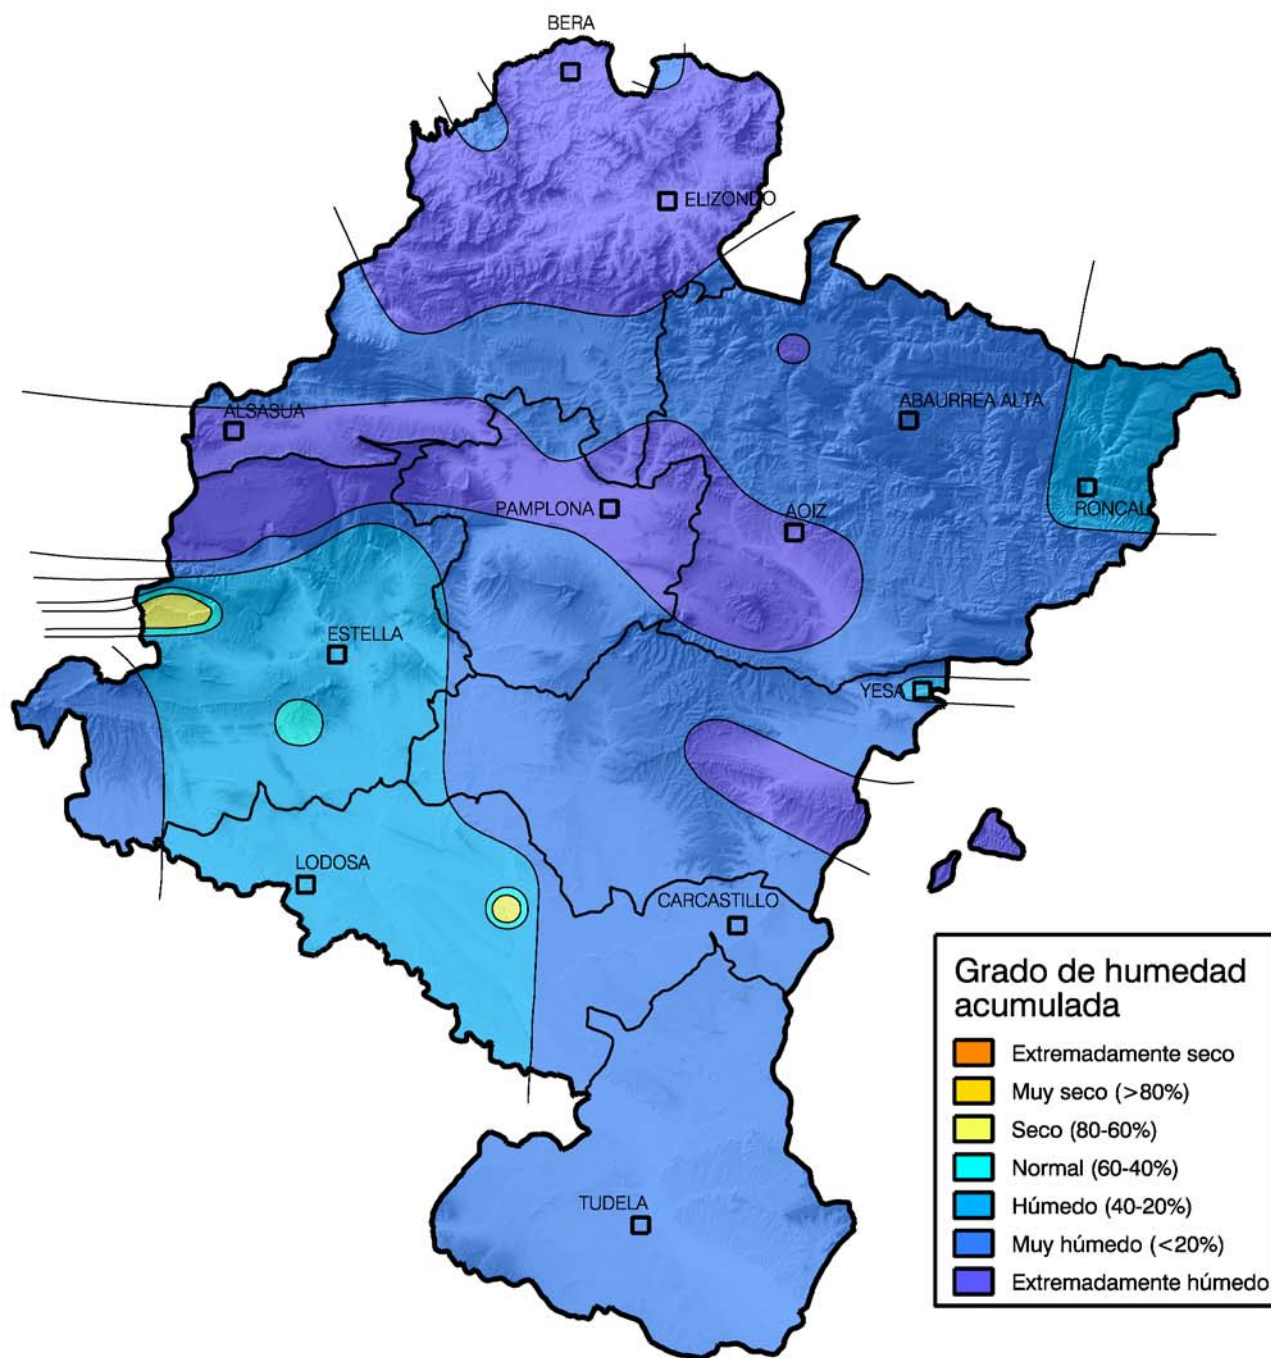 BERA
ELIZONDO
ALSASUA
ABAURREA ALTA
PAMPLONA
AOIZ
RONCAL
ESTELLA
YESA
LODOSA
CARCASTILLO
TUDELA
Grado de humedad
acumulada
Extremadamente seco
Muy seco (>80%)
Seco (80-60%)
Normal (60-40%)
Húmedo (40-20%)
Muy húmedo (<20%)
Extremadamente húmedo